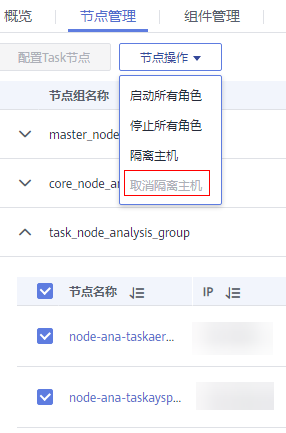 概览 节点管理 组件管理
配置Task节点 节点操作
节点组名称
启动所有角色
停止所有角色
master_node
隔离主机
core_node_an
取消隔离主机
task_node_analysis_group
节点名称 IP
node-ana-taskaer...
node-ana-taskaysp...